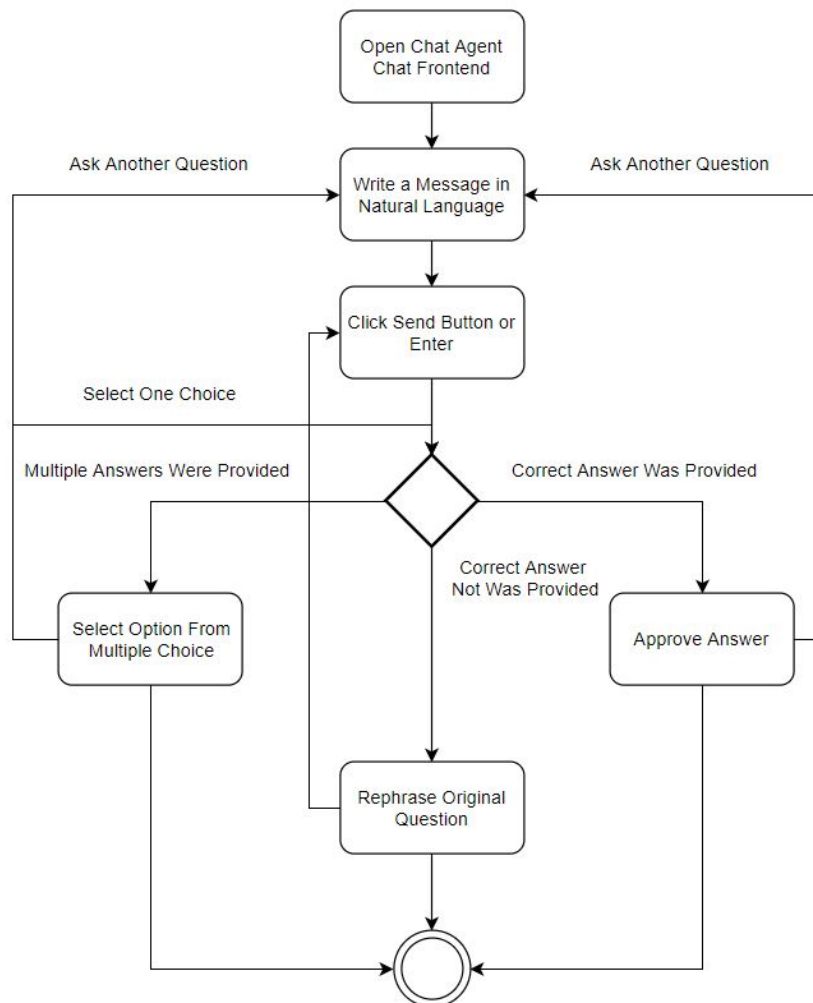 Open Chat Agent
Chat Frontend
Ask Another Question
Ask Another Question
Write a Message in
Natural Language
Click Send Button or
Enter
Select One Choice
Multiple Answers Were Provided
Correct Answer Was Provided
Correct Answer
Not Was Provided
Select Option From
Multiple Choice
Approve Answer
Rephrase Original
Question